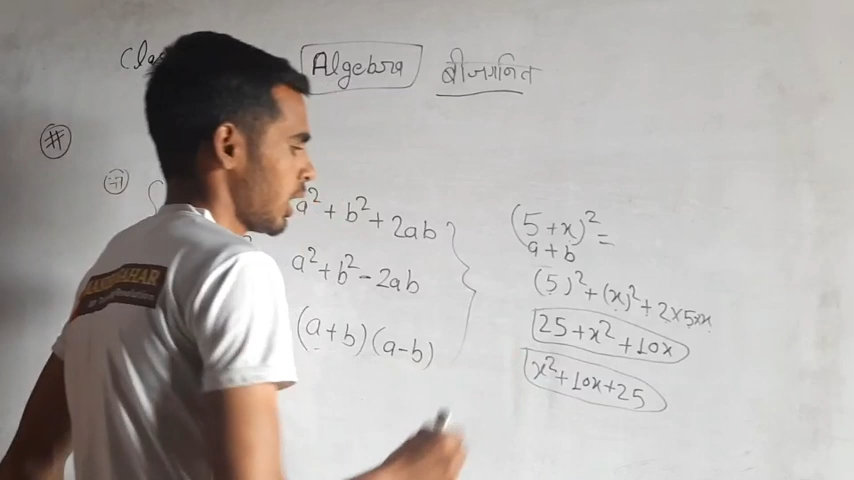 Algebra बीजगनित
#
a² + b² + 2ab
a² + b² - 2ab
(a+b)(a-b)
(5+x)² =
a+b
(5)² + (x)² + 2×5×x
25+x²+10x
x²+10x+25